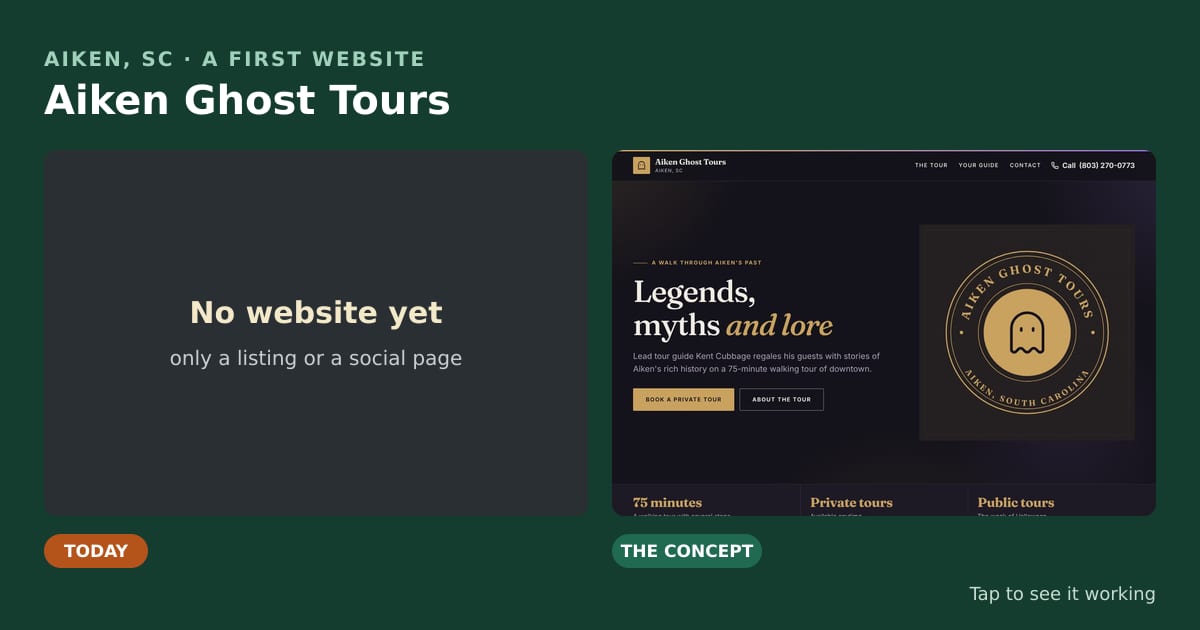 AIKEN, SC · A FIRST WEBSITE
Aiken Ghost Tours
No website yet
only a listing or a social page
Aiken Ghost Tours
AIKEN, SC
THE TOUR
YOUR GUIDE
CONTACT
Call (803) 270-0773
A WALK THROUGH AIKEN'S PAST
Legends,
myths and lore
Lead tour guide Kent Cubbage regales his guests with stories of
Aiken's rich history on a 75-minute walking tour of downtown.
BOOK A PRIVATE TOUR
ABOUT THE TOUR
AIKEN GHOST TOURS
AIKEN, SOUTH CAROLINA
75 minutes
Private tours
Public tours
TODAY
THE CONCEPT
Tap to see it working